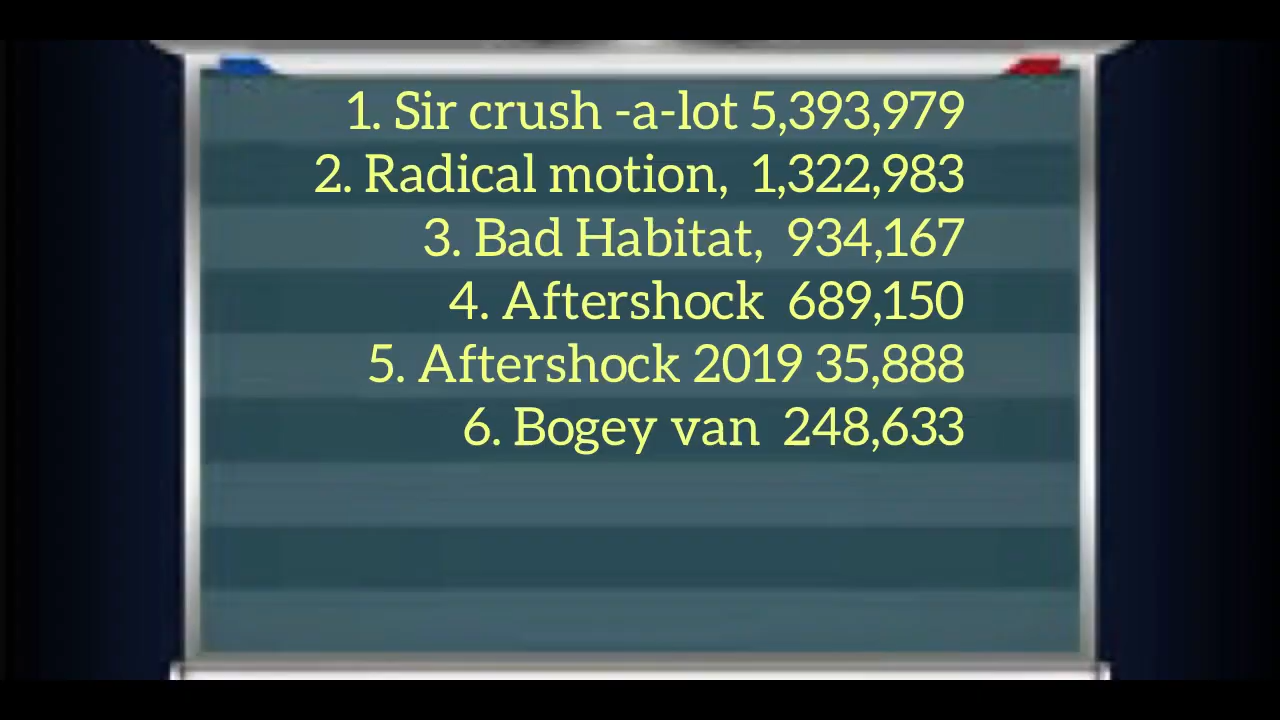 1. Sir crush -a-lot 5,393,979
2. Radical motion,  1,322,983
3. Bad Habitat,  934,167
4. Aftershock  689,150
5. Aftershock 2019 35,888
6. Bogey van  248,633